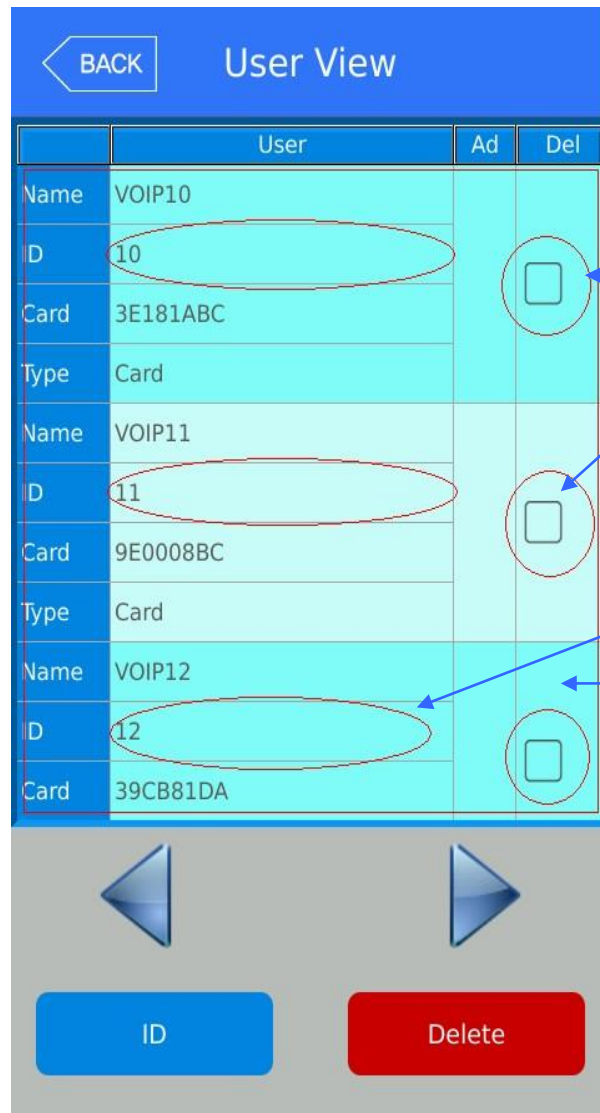 BACK User View
User Ad Del
Name VOIP10
ID 10
Card 3E181ABC
Type Card
Name VOIP11
ID 11
Card 9E0008BC
Type Card
Name VOIP12
ID 12
Card 39CB81DA
ID Delete